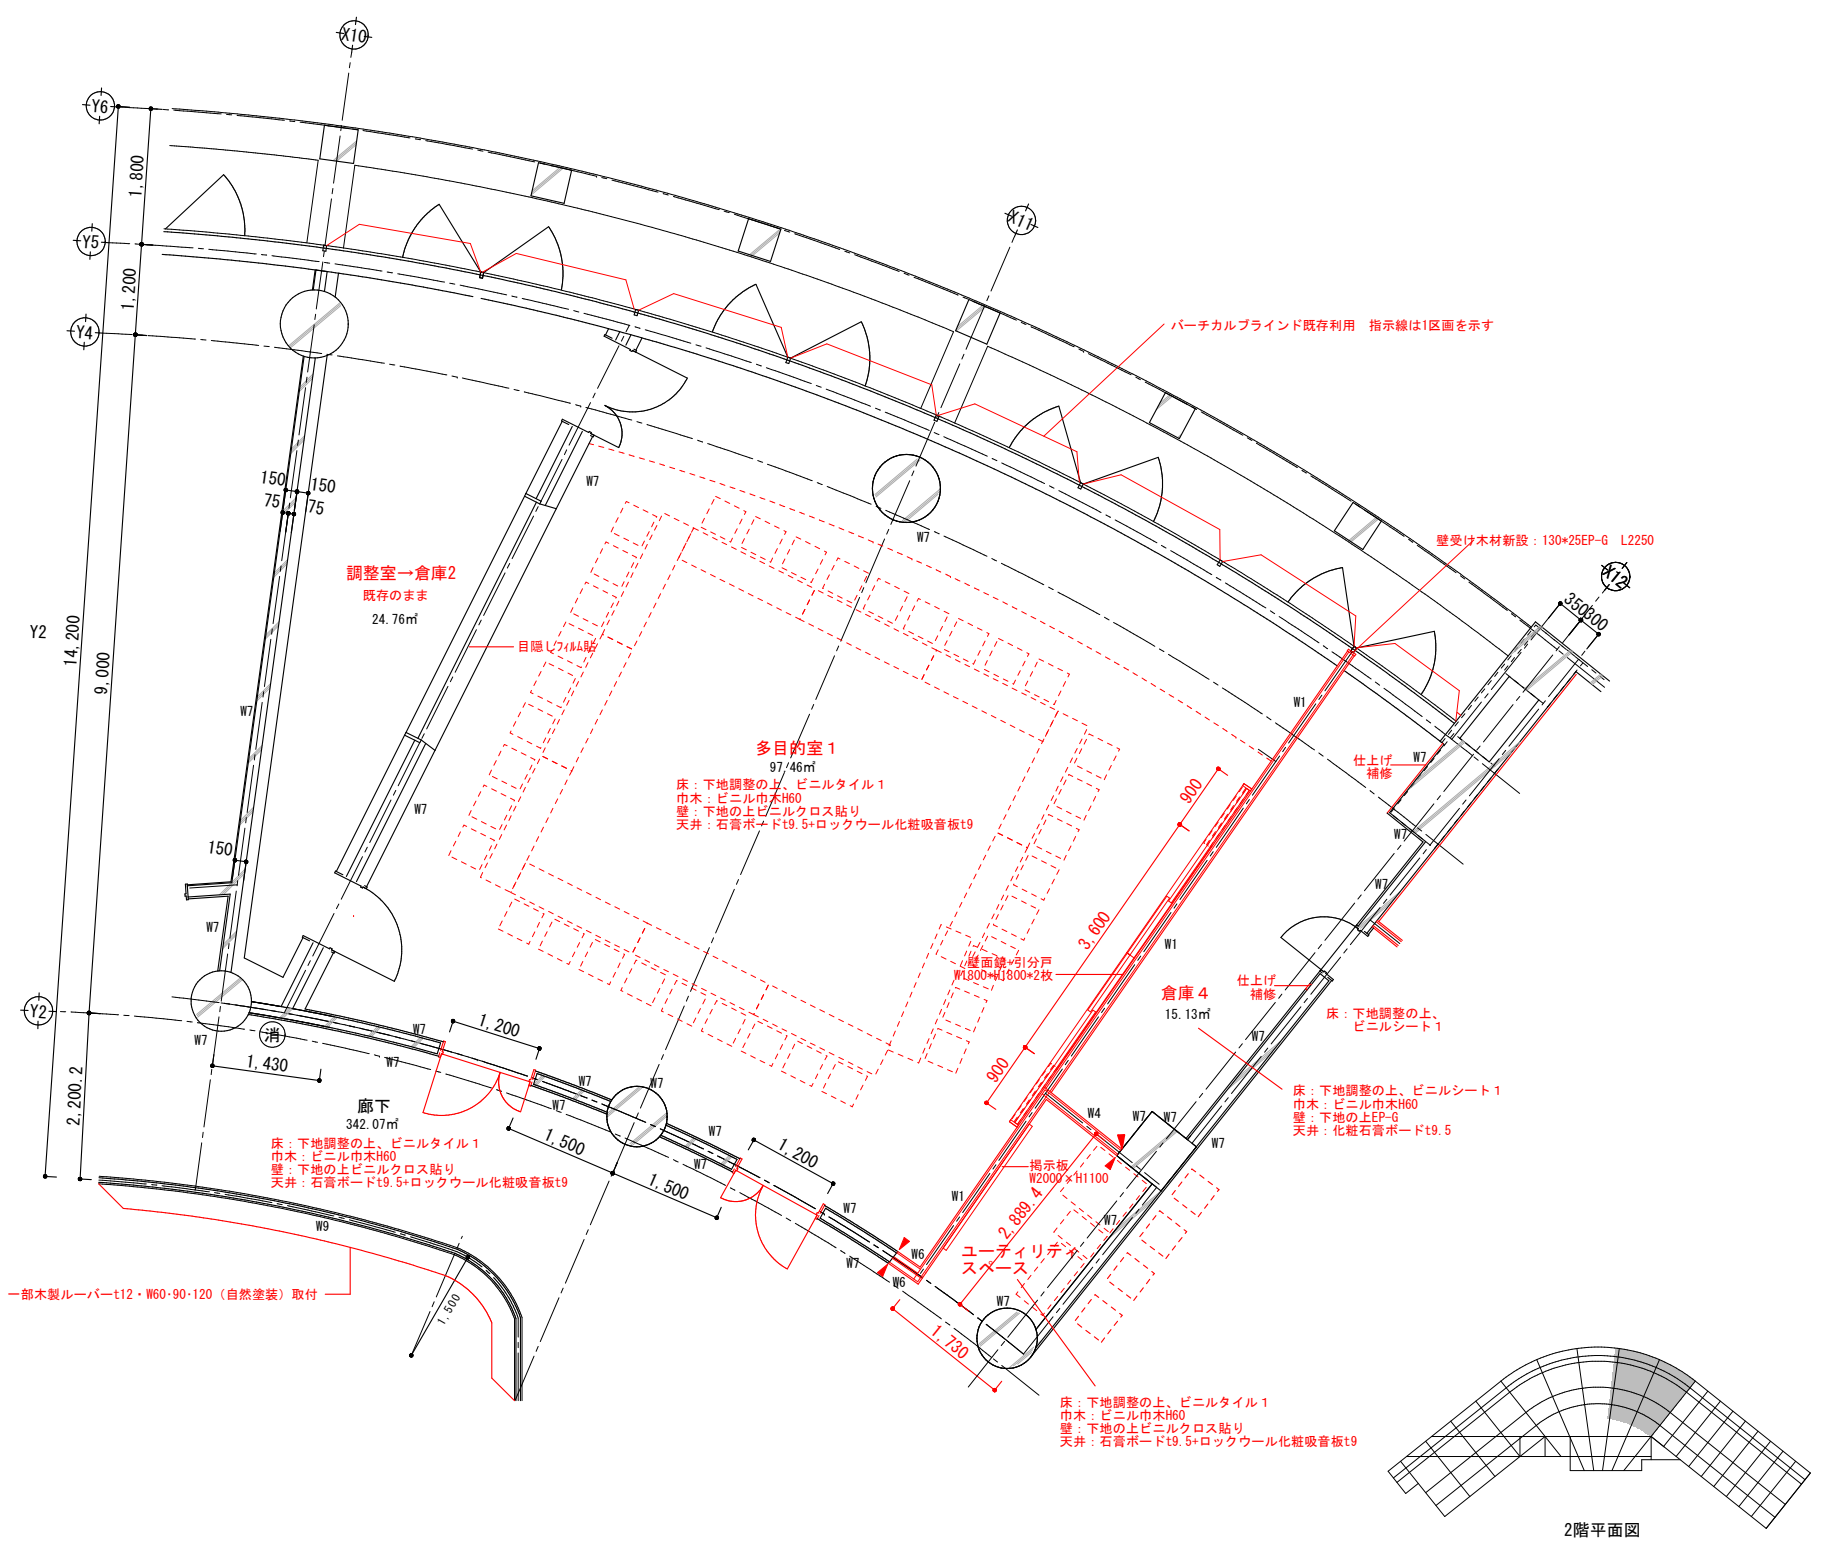 X10
Y6
1,800
X11
Y5
1,200
Y4
バーチカルブラインド既存利用　指示線は1区画を示す
W7
150
150
75
75
W7
壁受け木材新設：130*25EP-G　L2250
X12
350
300
調整室→倉庫2
既存のまま
24.76㎡
Y2
14,200
9,000
目隠しフィルム貼
W7
W1
多目的室１
97.46㎡
床：下地調整の上、ビニルタイル１
巾木：ビニル巾木H60
壁：下地の上ビニルクロス貼り
天井：石膏ボードt9.5+ロックウール化粧吸音板t9
仕上げ
補修
W7
W7
900
W7
150
W7
W7
3,600
W1
壁面鏡+引分戸
W1800*H1800*2枚
倉庫４
15.13㎡
仕上げ
補修
床：下地調整の上、
ビニルシート１
Y2
消
W7
W7
W7
1,200
1,430
W7
900
W7
W7
W7
2,200.2
廊下
342.07㎡
床：下地調整の上、ビニルタイル１
巾木：ビニル巾木H60
壁：下地の上ビニルクロス貼り
天井：石膏ボードt9.5+ロックウール化粧吸音板t9
床：下地調整の上、ビニルシート１
巾木：ビニル巾木H60
壁：下地の上EP-G
天井：化粧石膏ボードt9.5
W4
W7
W7
W7
1,500
W7
W7
1,200
1,500
掲示板
W2000×H1100
W1
2,889.4
W7
W9
W7
W7
W6
W6
ユーティリティ
スペース
一部木製ルーバーt12・W60･90･120（自然塗装）取付
1,500
W7
1,730
床：下地調整の上、ビニルタイル１
巾木：ビニル巾木H60
壁：下地の上ビニルクロス貼り
天井：石膏ボードt9.5+ロックウール化粧吸音板t9
2階平面図